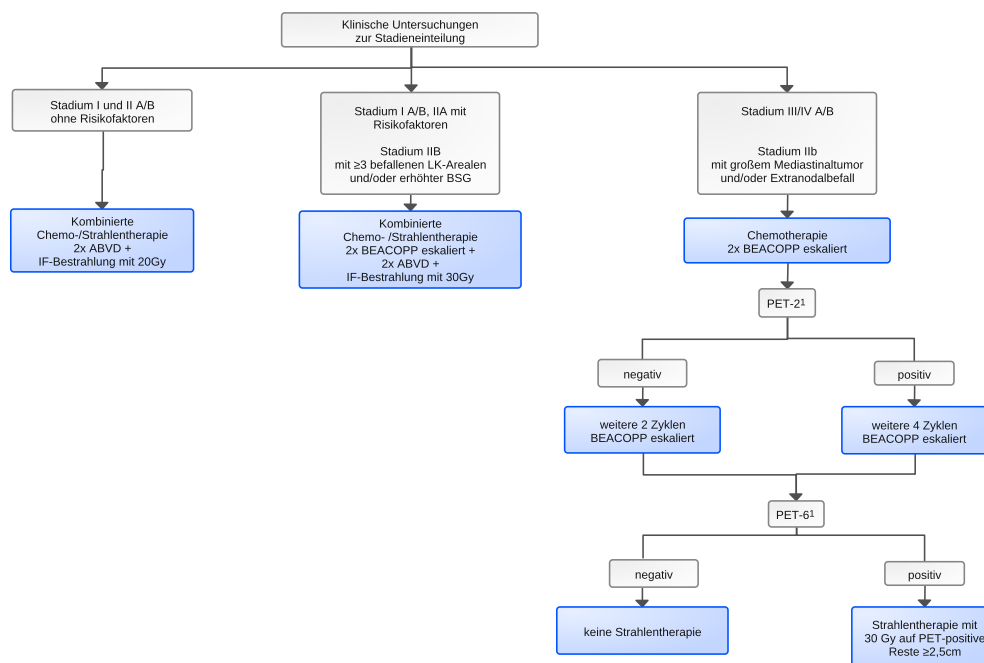 Klinische Untersuchungen
zur Stadieneinteilung
Stadium I und II A/B
ohne Risikofaktoren
Stadium I A/B, IIA mit
Risikofaktoren
Stadium IIB
mit ≥3 befallenen LK-Arealen
und/oder erhöhter BSG
Stadium III/IV A/B
Stadium IIb
mit großem Mediastinaltumor
und/oder Extranodalbefall
Kombinierte
Chemo-/Strahlentherapie
2x ABVD +
IF-Bestrahlung mit 20Gy
Kombinierte
Chemo- /Strahlentherapie
2x BEACOPP eskaliert +
2x ABVD +
IF-Bestrahlung mit 30Gy
Chemotherapie
2x BEACOPP eskaliert
PET-2¹
negativ
positiv
weitere 2 Zyklen
BEACOPP eskaliert
weitere 4 Zyklen
BEACOPP eskaliert
PET-6¹
negativ
positiv
keine Strahlentherapie
Strahlentherapie mit
30 Gy auf PET-positive
Reste ≥2,5cm